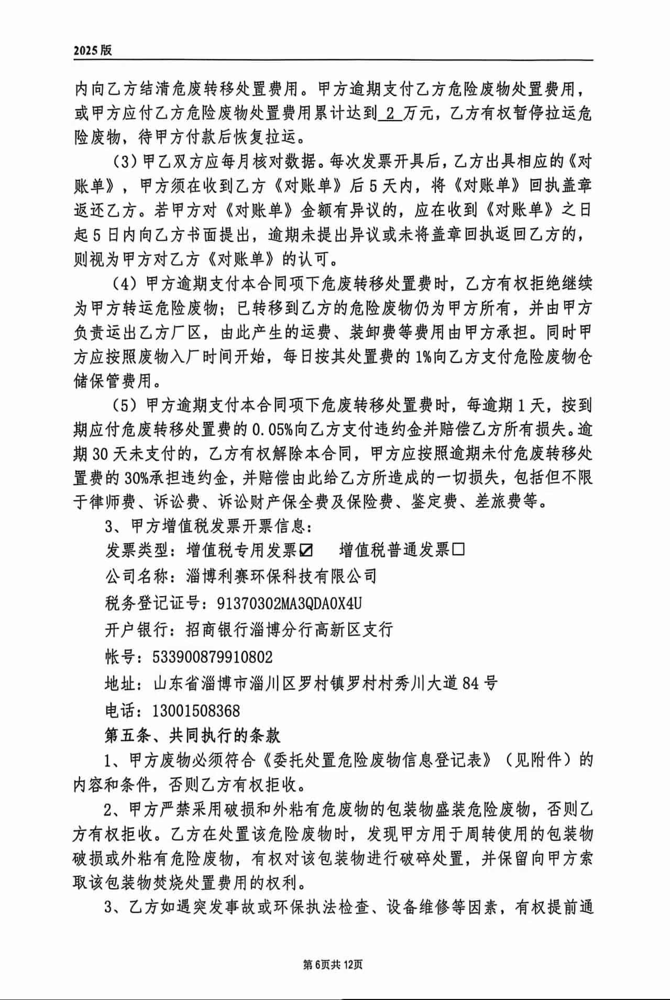 2025 版
内向乙方结清危废转移处置费用。甲方逾期支付乙方危险废物处置费用，
或甲方应付乙方危险废物处置费用累计达到 2 万元，乙方有权暂停拉运危
险废物，待甲方付款后恢复拉运。
（3）甲乙双方应每月核对数据。每次发票开具后，乙方出具相应的《对
账单》，甲方须在收到乙方《对账单》后 5 天内，将《对账单》回执盖章
返还乙方。若甲方对《对账单》金额有异议的，应在收到《对账单》之日
起 5 日内向乙方书面提出，逾期未提出异议或未将盖章回执返回乙方的，
则视为甲方对乙方《对账单》的认可。
（4）甲方逾期支付本合同项下危废转移处置费时，乙方有权拒绝继续
为甲方转运危险废物；已转移到乙方的危险废物仍为甲方所有，并由甲方
负责运出乙方厂区，由此产生的运费、装卸费等费用由甲方承担。同时甲
方应按照废物入厂时间开始，每日按其处置费的 1%向乙方支付危险废物仓
储保管费用。
（5）甲方逾期支付本合同项下危废转移处置费时，每逾期 1 天，按到
期应付危废转移处置费的 0.05%向乙方支付违约金并赔偿乙方所有损失。逾
期 30 天未支付的，乙方有权解除本合同，甲方应按照逾期未付危废转移处
置费的 30%承担违约金，并赔偿由此给乙方所造成的一切损失，包括但不限
于律师费、诉讼费、诉讼财产保全费及保险费、鉴定费、差旅费等。
3、甲方增值税发票开票信息：
发票类型：增值税专用发票☑ 增值税普通发票□
公司名称：淄博利赛环保科技有限公司
税务登记证号：91370302MA3QDA0X4U
开户银行：招商银行淄博分行高新区支行
帐号：533900879910802
地址：山东省淄博市淄川区罗村镇罗村村秀川大道 84 号
电话：13001508368
第五条、共同执行的条款
1、甲方废物必须符合《委托处置危险废物信息登记表》（见附件）的
内容和条件，否则乙方有权拒收。
2、甲方严禁采用破损和外粘有危废物的包装物盛装危险废物，否则乙
方有权拒收。乙方在处置该危险废物时，发现甲方用于周转使用的包装物
破损或外粘有危险废物，有权对该包装物进行破碎处置，并保留向甲方索
取该包装物焚烧处置费用的权利。
3、乙方如遇突发事故或环保执法检查、设备维修等因素，有权提前通
第 6页共 12页